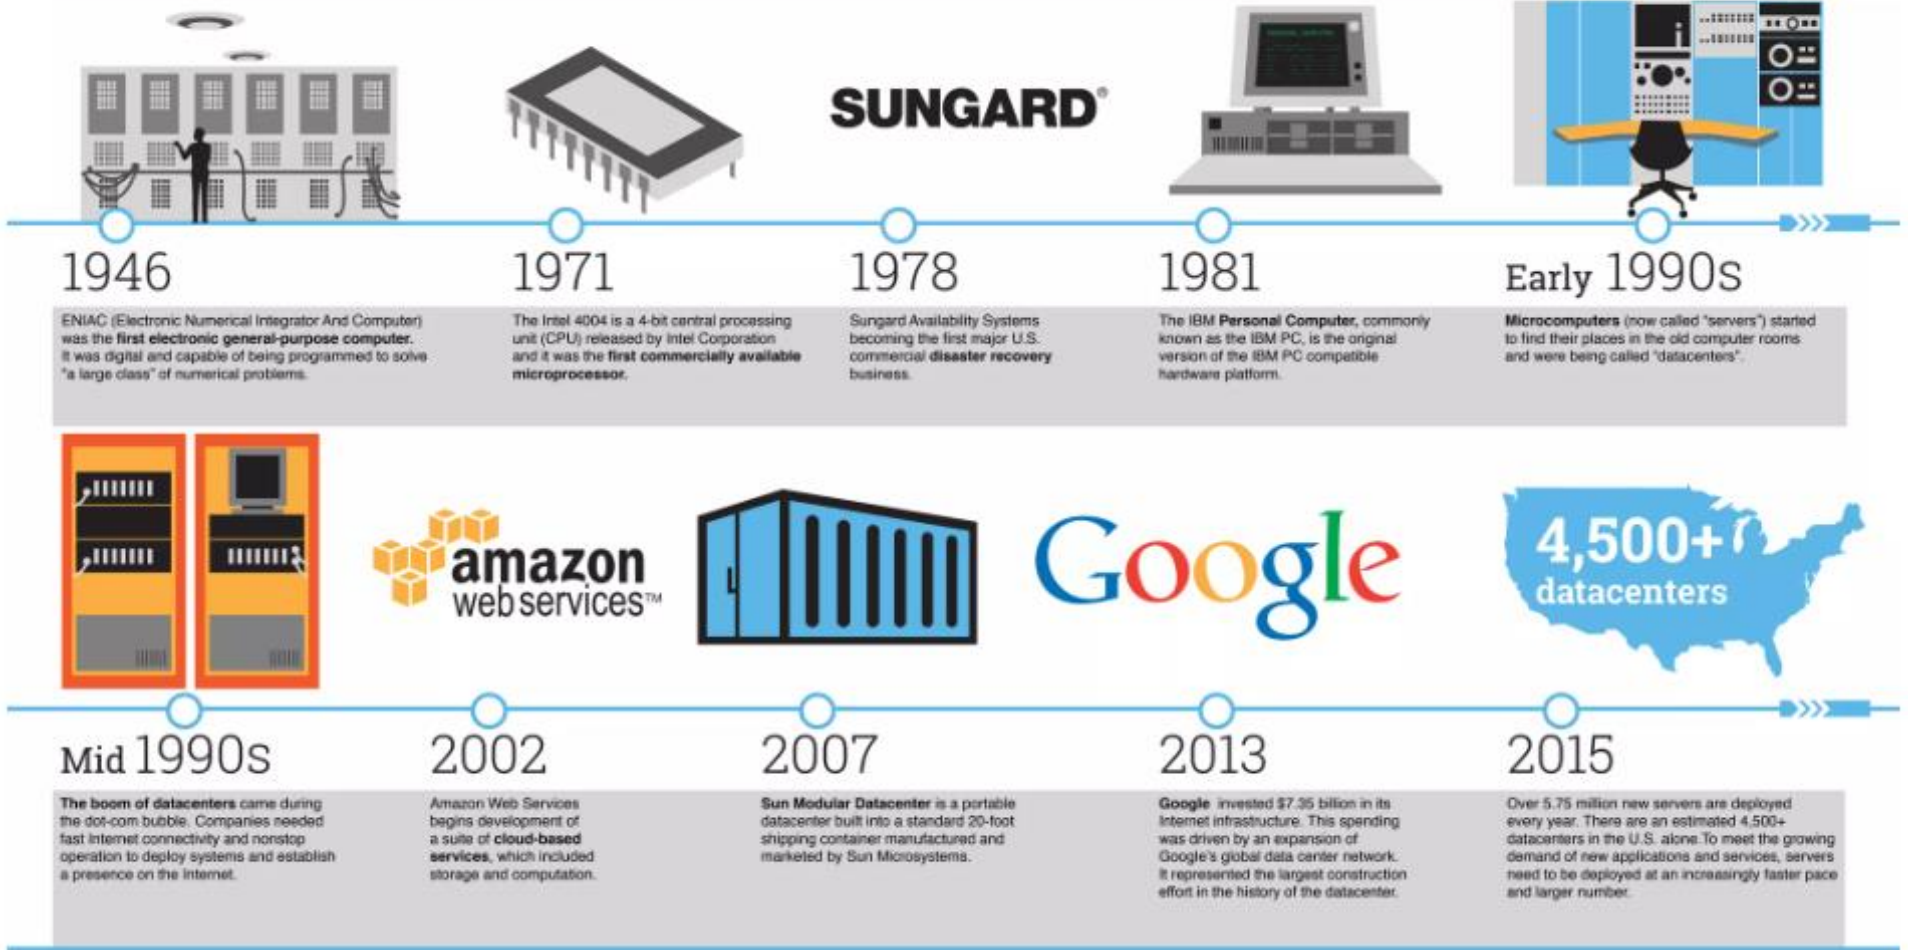 SUNGARD®
1946
ENIAC (Electronic Numerical Integrator And Computer)
was the first electronic general-purpose computer.
It was digital and capable of being programmed to solve
"a large class" of numerical problems.
1971
The Intel 4004 is a 4-bit central processing
unit (CPU) released by Intel Corporation
and it was the first commercially available
microprocessor.
1978
Sungard Availability Systems
becoming the first major U.S.
commercial disaster recovery
business.
1981
The IBM Personal Computer, commonly
known as the IBM PC, is the original
version of the IBM PC compatible
hardware platform.
Early 1990s
Microcomputers (now called "servers") started
to find their places in the old computer rooms
and were being called "datacenters".
amazon
web services™
Google
4,500+
datacenters
Mid 1990s
The boom of datacenters came during
the dot-com bubble. Companies needed
fast Internet connectivity and nonstop
operation to deploy systems and establish
a presence on the Internet.
2002
Amazon Web Services
begins development of
a suite of cloud-based
services, which included
storage and computation.
2007
Sun Modular Datacenter is a portable
datacenter built into a standard 20-foot
shipping container manufactured and
marketed by Sun Microsystems.
2013
Google invested $7.35 billion in its
Internet infrastructure. This spending
was driven by an expansion of
Google's global data center network.
It represented the largest construction
effort in the history of the datacenter.
2015
Over 5.75 million new servers are deployed
every year. There are an estimated 4,500+
datacenters in the U.S. alone.To meet the growing
demand of new applications and services, servers
need to be deployed at an increasingly faster pace
and larger number.